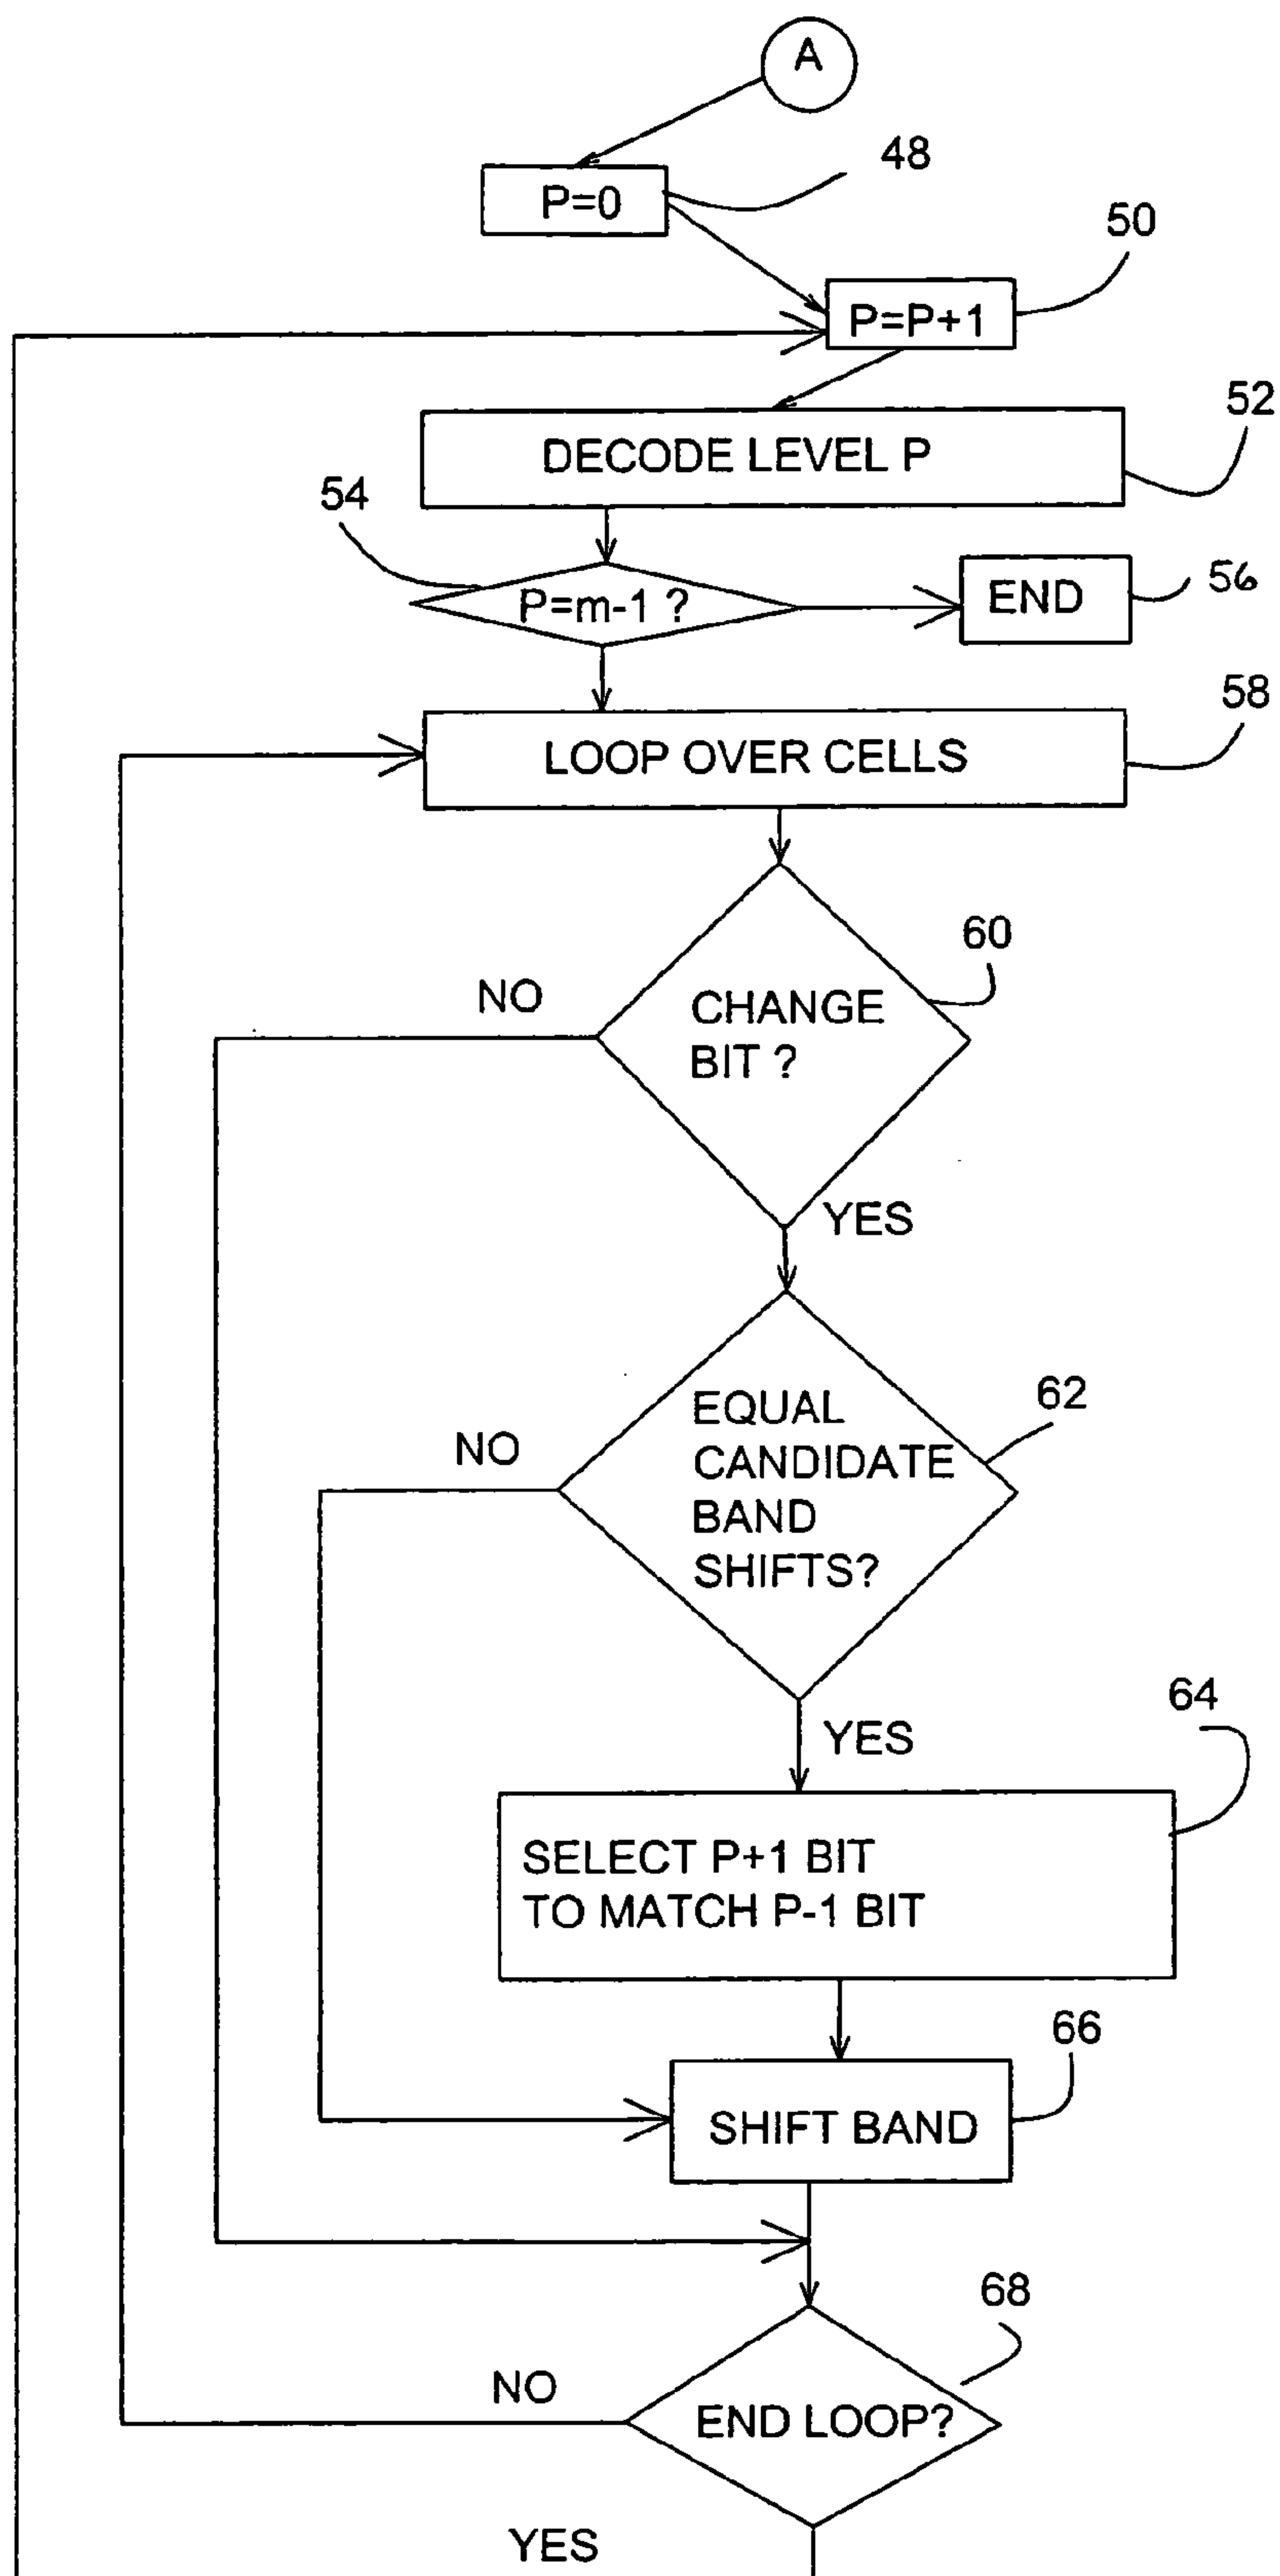 A
48
P=0
50
P=P+1
52
DECODE LEVEL P
54
P=m-1 ?
END
56
58
LOOP OVER CELLS
60
NO
CHANGE
BIT ?
YES
62
EQUAL
CANDIDATE
BAND
SHIFTS?
NO
64
YES
SELECT P+1 BIT
TO MATCH P-1 BIT
66
SHIFT BAND
68
NO
END LOOP?
YES